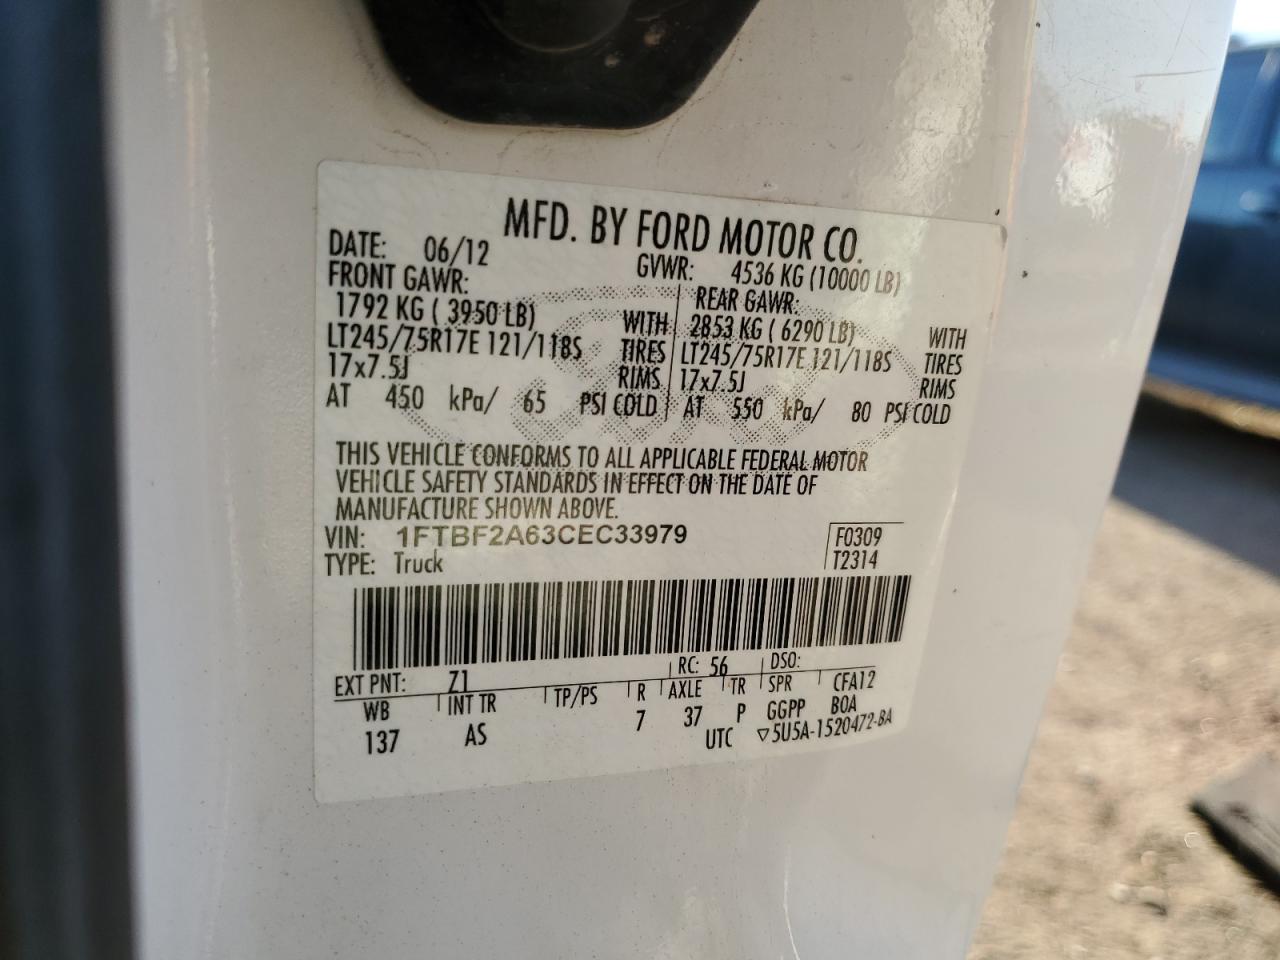 MFD. BY FORD MOTOR CO.
DATE: 06/12 GVWR: 4536 KG (10000 LB)
FRONT GAWR: REAR GAWR:
1792 KG ( 3950 LB) WITH 2853 KG ( 6290 LB) WITH
LT245/75R17E 121/118S TIRES LT245/75R17E 121/118S TIRES
17x7.5J RIMS 17x7.5J RIMS
AT 450 kPa/ 65 PSI COLD AT 550 kPa/ 80 PSI COLD
THIS VEHICLE CONFORMS TO ALL APPLICABLE FEDERAL MOTOR
VEHICLE SAFETY STANDARDS IN EFFECT ON THE DATE OF
MANUFACTURE SHOWN ABOVE.
VIN: 1FTBF2A63CEC33979 F0309
TYPE: Truck T2314
EXT PNT: Z1 RC: 56 DSO:
WB INT TR TP/PS R AXLE TR SPR CFA12
137 AS 7 37 P GGPP BOA
UTC ▽5U5A-1520472-BA